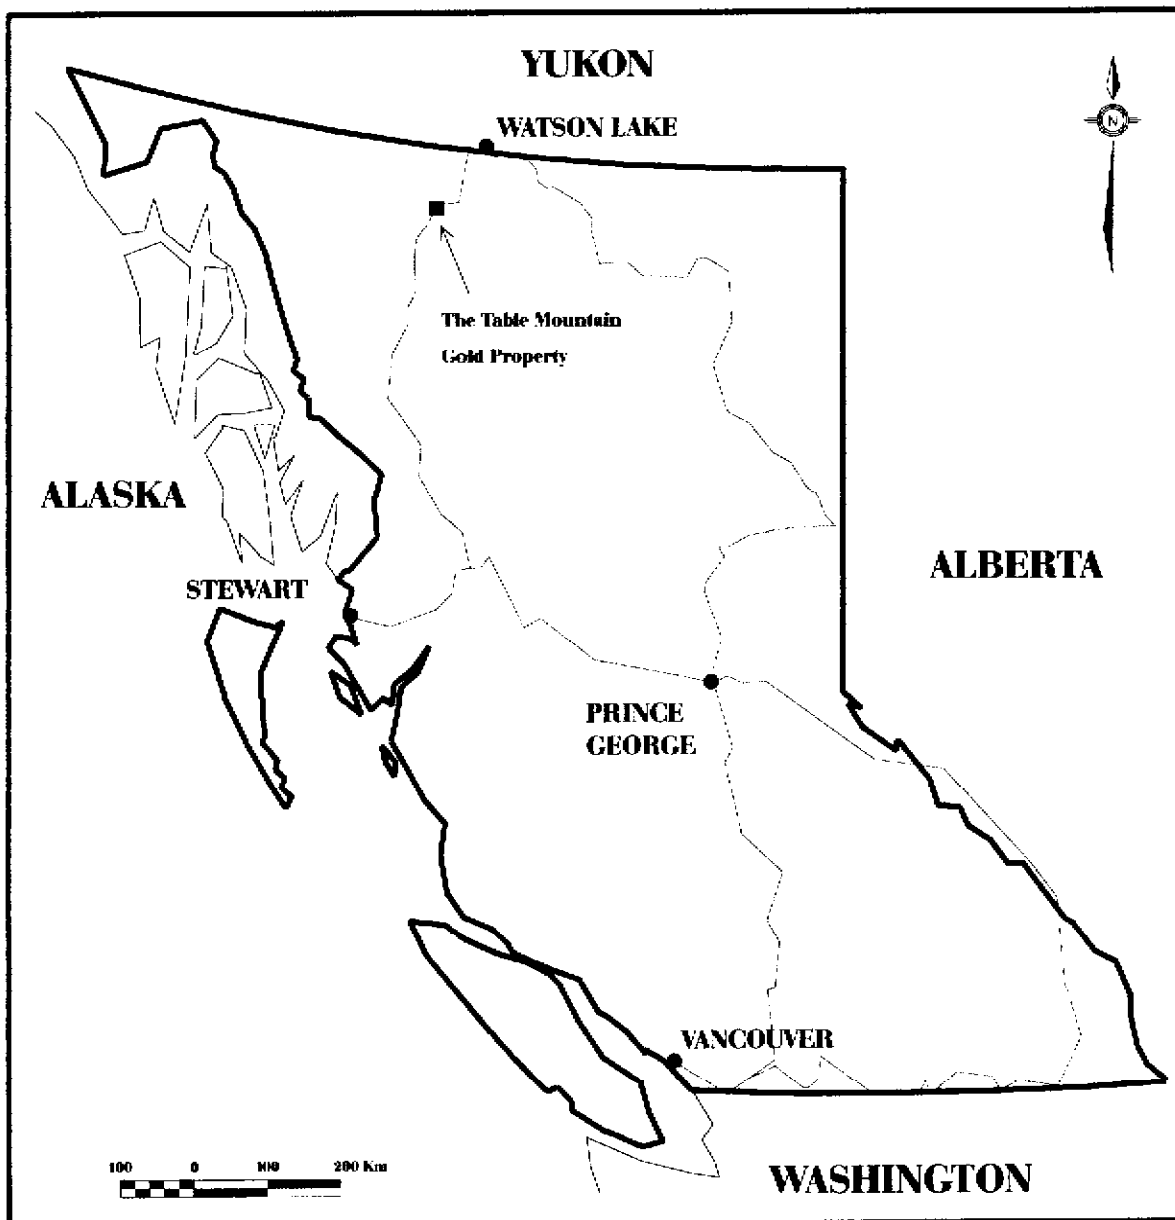 YUKON
WATSON LAKE
N
The Table Mountain
Gold Property
ALASKA
ALBERTA
STEWART
PRINCE
GEORGE
VANCOUVER
100 0 100 200 Km
WASHINGTON